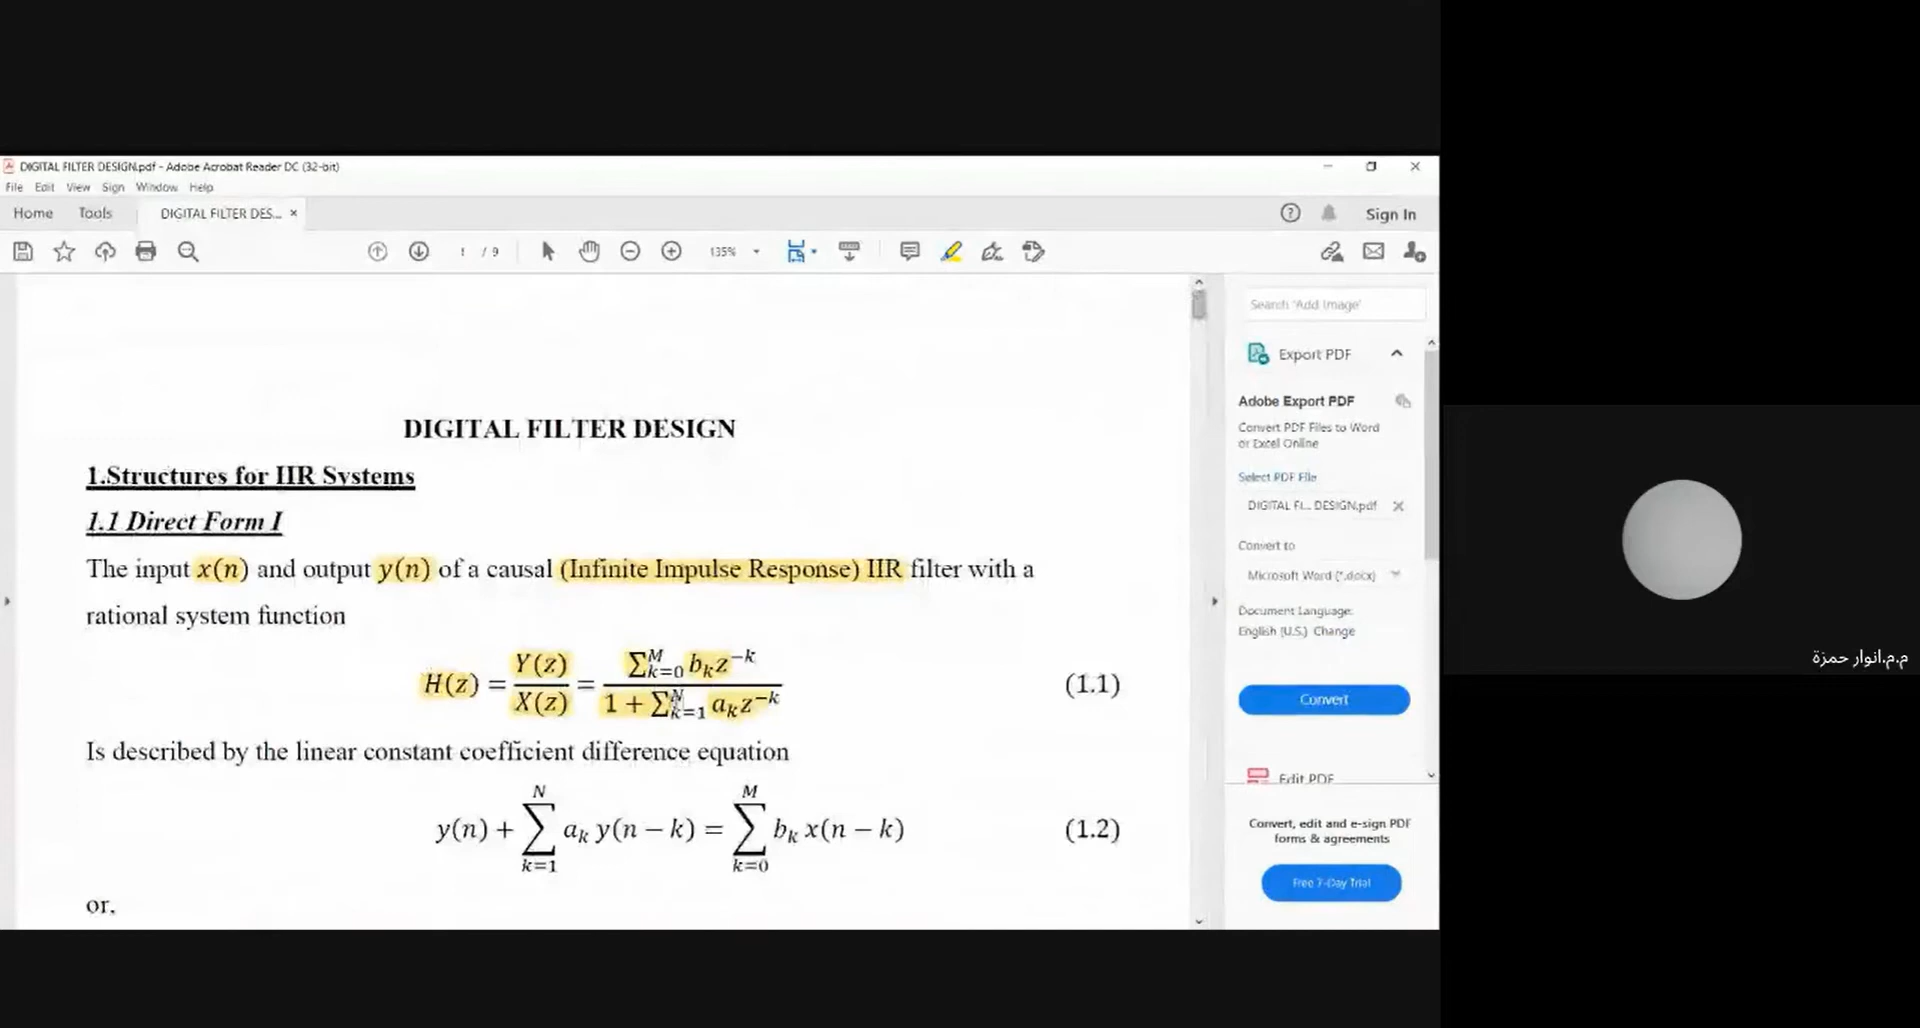 DIGITAL FILTER DESIGN.pdf - Adobe Acrobat Reader DC (32-bit)
File Edit View Sign Window Help
Home Tools DIGITAL FILTER DES... × Sign In
1 / 9 135%
DIGITAL FILTER DESIGN
1.Structures for IIR Systems
1.1 Direct Form I
The input x(n) and output y(n) of a causal (Infinite Impulse Response) IIR filter with a
rational system function
H(z) = Y(z)/X(z) = ∑_{k=0}^{M} b_k z^{-k} / 1 + ∑_{k=1}^{N} a_k z^{-k} (1.1)
Is described by the linear constant coefficient difference equation
y(n) + ∑_{k=1}^{N} a_k y(n − k) = ∑_{k=0}^{M} b_k x(n − k) (1.2)
or,
Search 'Add Image'
Export PDF
Adobe Export PDF
Convert PDF Files to Word
or Excel Online
Select PDF File
DIGITAL FI... DESIGN.pdf
Convert to
Microsoft Word (*.docx)
Document Language:
English (U.S.) Change
Convert
Edit PDF
Convert, edit and e-sign PDF
forms & agreements
Free 7-Day Trial
م.م.انوار حمزة